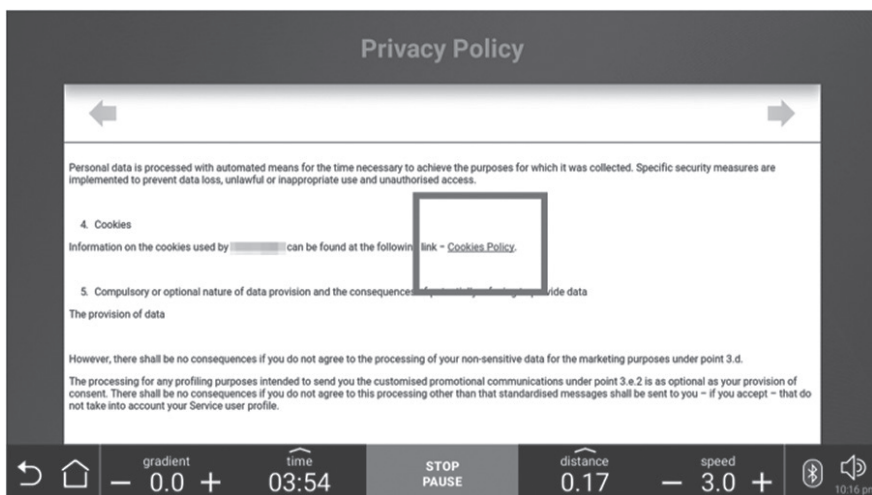 Privacy Policy
Personal data is processed with automated means for the time necessary to achieve the purposes for which it was collected. Specific security measures are
implemented to prevent data loss, unlawful or inappropriate use and unauthorised access.
4. Cookies
Information on the cookies used by can be found at the following link – Cookies Policy.
5. Compulsory or optional nature of data provision and the consequences
data
The provision of data
However, there shall be no consequences if you do not agree to the processing of your non-sensitive data for the marketing purposes under point 3.d.
The processing for any profiling purposes intended to send you the customised promotional communications under point 3.e.2 is as optional as your provision of
consent. There shall be no consequences if you do not agree to this processing other than that standardised messages shall be sent to you – if you accept – that do
not take into account your Service user profile.
gradient time STOP distance speed
– 0.0 + 03:54 PAUSE 0.17 – 3.0 +
10:16 pm